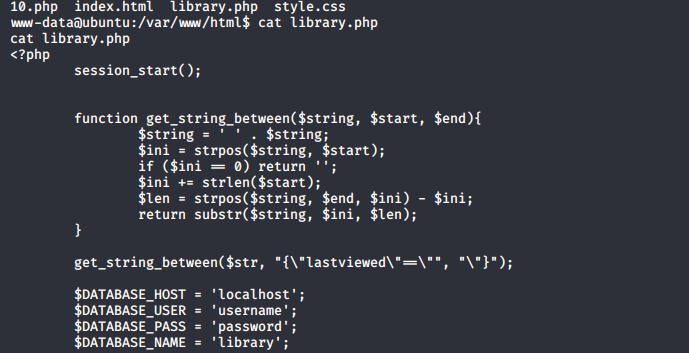 10.php  index.html  library.php  style.css
www-data@ubuntu:/var/www/html$ cat library.php
cat library.php
<?php
        session_start();
        function get_string_between($string, $start, $end){
                $string = ' ' . $string;
                $ini = strpos($string, $start);
                if ($ini == 0) return '';
                $ini += strlen($start);
                $len = strpos($string, $end, $ini) - $ini;
                return substr($string, $ini, $len);
        }
        get_string_between($str, "{\"lastviewed\"==\"", "\"}");
        $DATABASE_HOST = 'localhost';
        $DATABASE_USER = 'username';
        $DATABASE_PASS = 'password';
        $DATABASE_NAME = 'library';